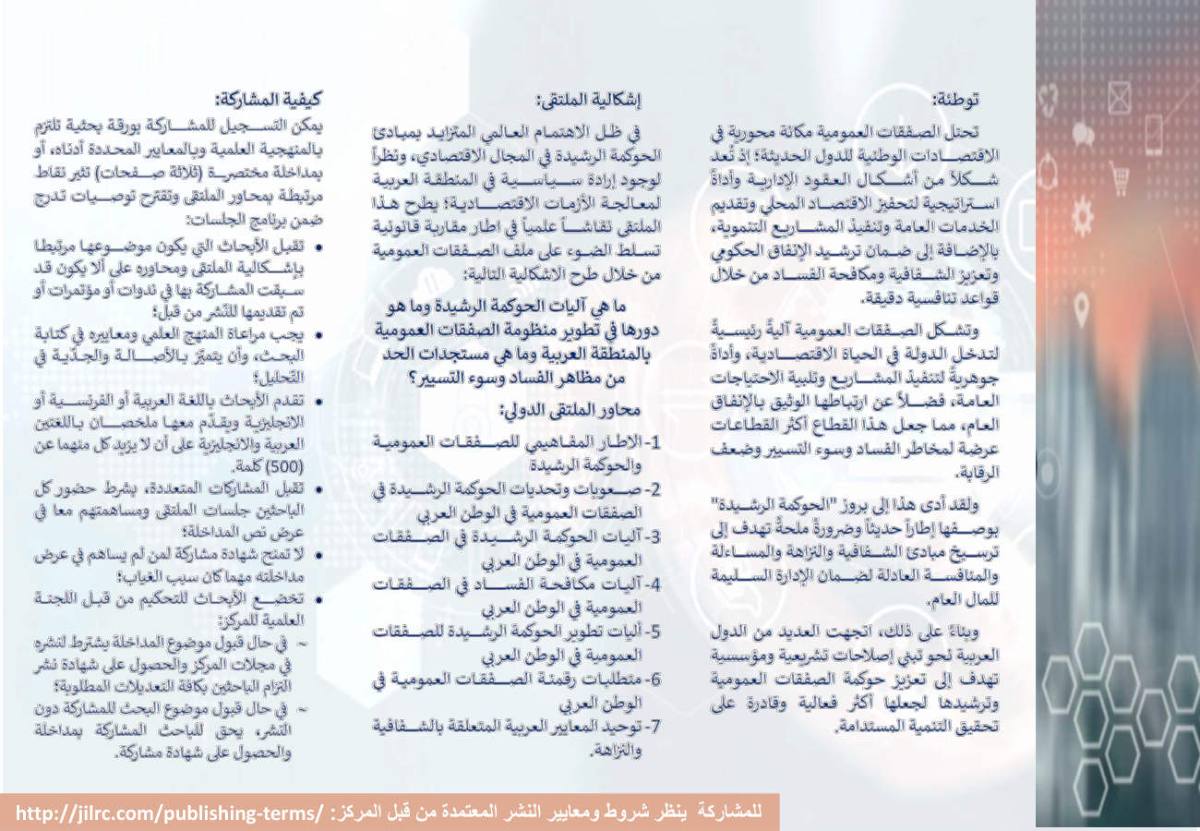 توطئة:
تحتل الصفقات العمومية مكانة محورية في
الاقتصادات الوطنية للدول الحديثة؛ إذ تُعد
شكلاً من أشكال العقود الإدارية وأداةً
استراتيجية لتحفيز الاقتصاد المحلي وتقديم
الخدمات العامة وتنفيذ المشاريع التنموية،
بالإضافة إلى ضمان ترشيد الإنفاق الحكومي
وتعزيز الشفافية ومكافحة الفساد من خلال
قواعد تنافسية دقيقة.
وتشكل الصفقات العمومية آليةً رئيسيةً
لتدخل الدولة في الحياة الاقتصادية، وأداةً
جوهريةً لتنفيذ المشاريع وتلبية الاحتياجات
العامة، فضلاً عن ارتباطها الوثيق بالإنفاق
العام، مما جعل هذا القطاع أكثر القطاعات
عرضة لمخاطر الفساد وسوء التسيير وضعف
الرقابة.
ولقد أدى هذا إلى بروز "الحوكمة الرشيدة"
بوصفها إطاراً حديثاً وضرورةً ملحةً تهدف إلى
ترسيخ مبادئ الشفافية والنزاهة والمساءلة
والمنافسة العادلة لضمان الإدارة السليمة
للمال العام.
وبناءً على ذلك، اتجهت العديد من الدول
العربية نحو تبني إصلاحات تشريعية ومؤسسية
تهدف إلى تعزيز حوكمة الصفقات العمومية
وترشيدها لجعلها أكثر فعالية وقادرة على
تحقيق التنمية المستدامة.
إشكالية الملتقى:
في ظل الاهتمام العالمي المتزايد بمبادئ
الحوكمة الرشيدة في المجال الاقتصادي، ونظراً
لوجود إرادة سياسية في المنطقة العربية
لمعالجة الأزمات الاقتصادية؛ يطرح هذا
الملتقى نقاشاً علمياً في اطار مقاربة قانونية
تسلط الضوء على ملف الصفقات العمومية
من خلال طرح الاشكالية التالية:
ما هي آليات الحوكمة الرشيدة وما هو
دورها في تطوير منظومة الصفقات العمومية
بالمنطقة العربية وما هي مستجدات الحد
من مظاهر الفساد وسوء التسيير؟
محاور الملتقى الدولي:
1- الاطار المفاهيمي للصفقات العمومية
والحوكمة الرشيدة
2- صعوبات وتحديات الحوكمة الرشيدة في
الصفقات العمومية في الوطن العربي
3- آليات الحوكمة الرشيدة في الصفقات
العمومية في الوطن العربي
4- آليات مكافحة الفساد في الصفقات
العمومية في الوطن العربي
5- آليات تطوير الحوكمة الرشيدة للصفقات
العمومية في الوطن العربي
6- متطلبات رقمنة الصفقات العمومية في
الوطن العربي
7- توحيد المعايير العربية المتعلقة بالشفافية
والنزاهة.
كيفية المشاركة:
يمكن التسجيل للمشاركة بورقة بحثية تلتزم
بالمنهجية العلمية وبالمعايير المحددة أدناه، أو
بمداخلة مختصرة (ثلاثة صفحات) تثير نقاط
مرتبطة بمحاور الملتقى وتقترح توصيات تدرج
ضمن برنامج الجلسات:
• تقبل الأبحاث التي يكون موضوعها مرتبطا
بإشكالية الملتقى ومحاوره على ألا يكون قد
سبقت المشاركة بها في ندوات أو مؤتمرات أو
تم تقديمها للنّشر من قبل؛
• يجب مراعاة المنهج العلمي ومعاييره في كتابة
البحث، وأن يتميّز بالأصالة والجدّية في
التّحليل؛
• تقدم الأبحاث باللغة العربية أو الفرنسية أو
الانجليزية ويقدّم معها ملخصان باللغتين
العربية والانجليزية على أن لا يزيد كل منهما عن
(500) كلمة.
• تقبل المشاركات المتعددة، بشرط حضور كل
الباحثين جلسات الملتقى ومساهمتهم معا في
عرض نص المداخلة؛
• لا تمنح شهادة مشاركة لمن لم يساهم في عرض
مداخلته مهما كان سبب الغياب؛
• تخضع الأبحاث للتحكيم من قبل اللجنة
العلمية للمركز:
~ في حال قبول موضوع المداخلة يشترط لنشره
في مجلات المركز والحصول على شهادة نشر
التزام الباحثين بكافة التعديلات المطلوبة؛
~ في حال قبول موضوع البحث للمشاركة دون
النشر، يحق للباحث المشاركة بمداخلة
والحصول على شهادة مشاركة.
للمشاركة ينظر شروط ومعايير النشر المعتمدة من قبل المركز: http://jilrc.com/publishing-terms/